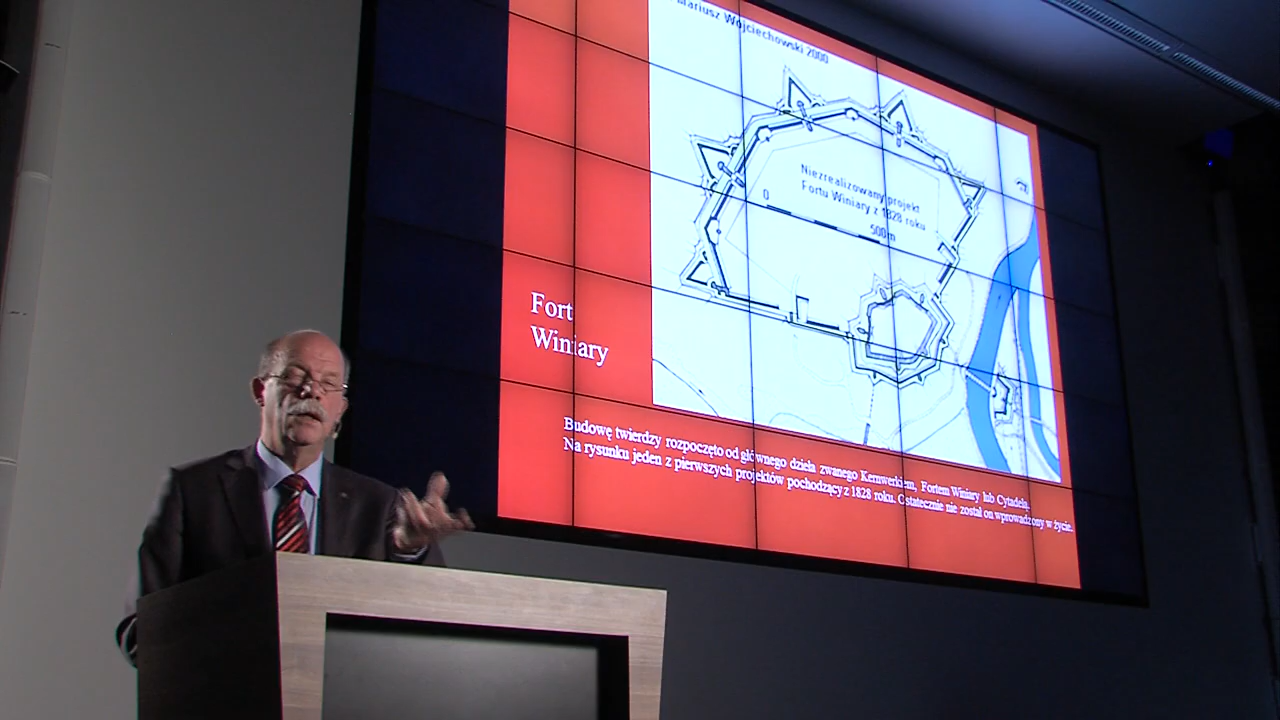 Mariusz Wojciechowski 2000
Niezrealizowany projekt
Fortu Winiary z 1828 roku
0
500m
Fort
Winiary
Budowę twierdzy rozpoczęto od głównego dzieła zwanego Kernwerkiem, Fortem Winiary lub Cytadelą.
Na rysunku jeden z pierwszych projektów pochodzący z 1828 roku. Ostatecznie nie został on wprowadzony w życie.